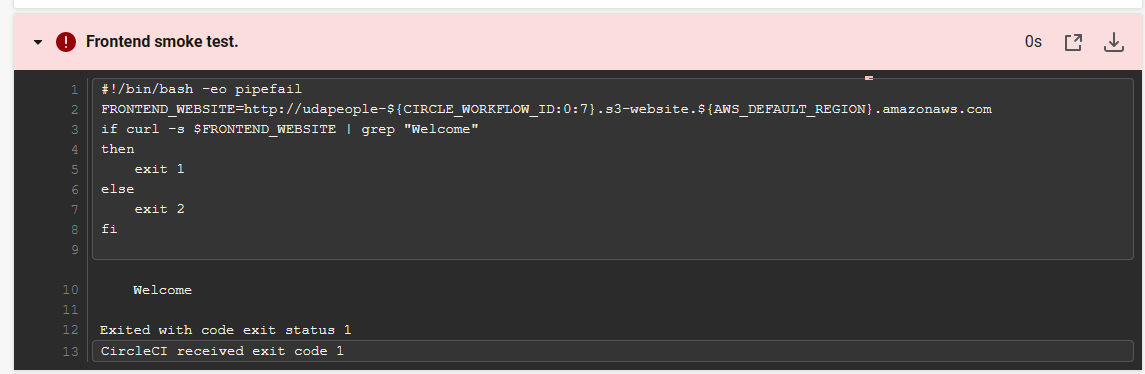 Frontend smoke test.
0s
1 #!/bin/bash -eo pipefail
2 FRONTEND_WEBSITE=http://udapeople-${CIRCLE_WORKFLOW_ID:0:7}.s3-website.${AWS_DEFAULT_REGION}.amazonaws.com
3 if curl -s $FRONTEND_WEBSITE | grep "Welcome"
4 then
5     exit 1
6 else
7     exit 2
8 fi
9
10     Welcome
11
12 Exited with code exit status 1
13 CircleCI received exit code 1